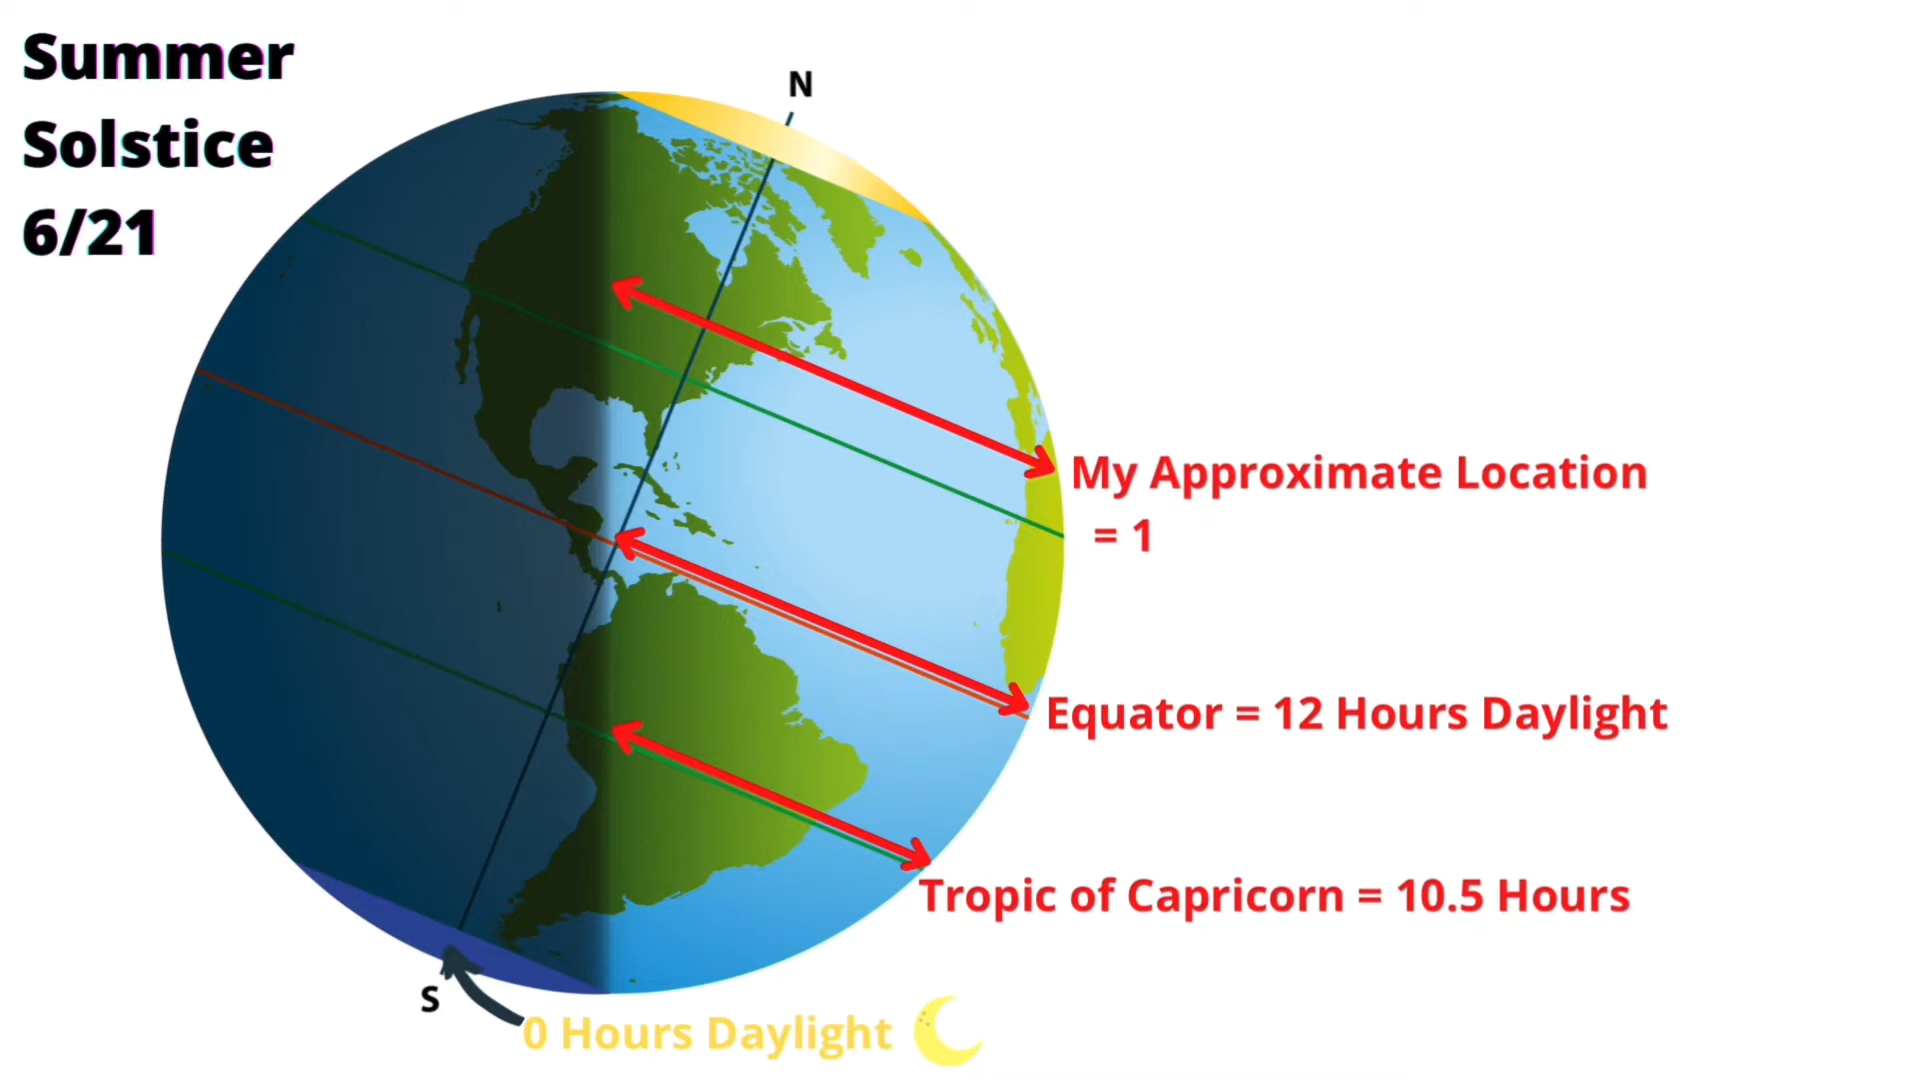 Summer
Solstice
6/21
N
My Approximate Location
= 1
Equator = 12 Hours Daylight
Tropic of Capricorn = 10.5 Hours
S
0 Hours Daylight